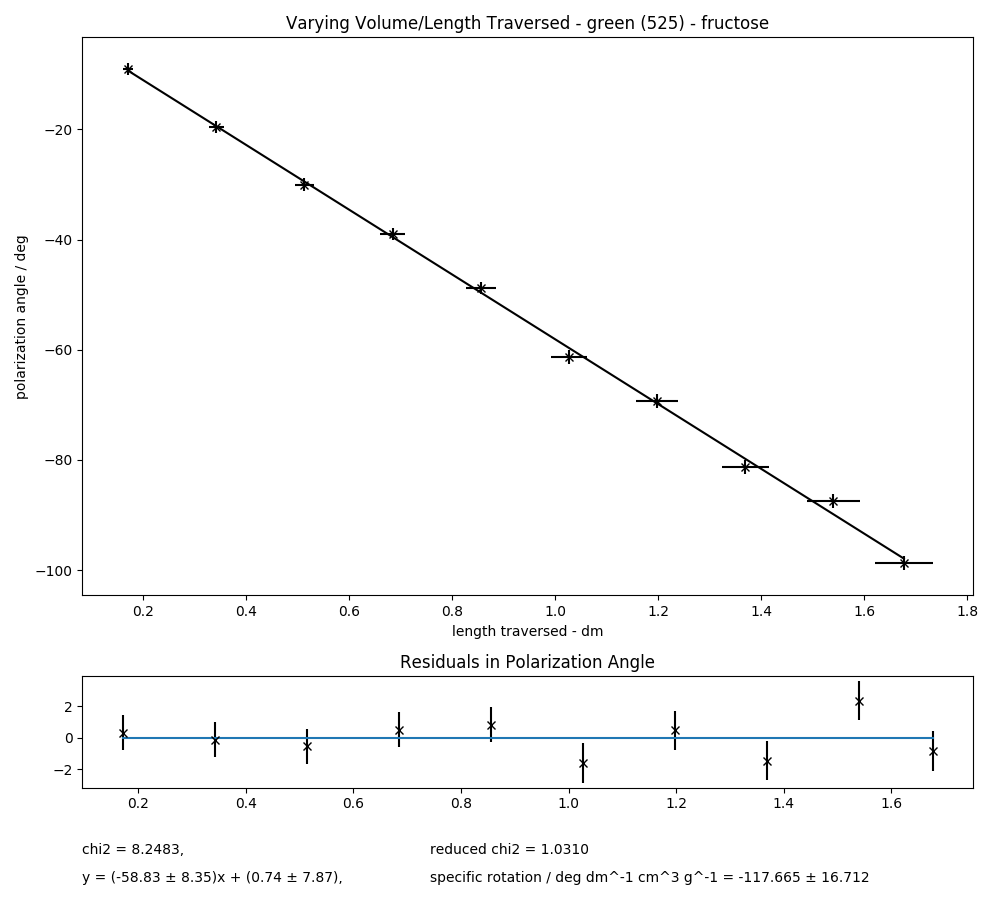 Varying Volume/Length Traversed - green (525) - fructose
polarization angle / deg
−20
−40
−60
−80
−100
0.2 0.4 0.6 0.8 1.0 1.2 1.4 1.6 1.8
length traversed - dm
Residuals in Polarization Angle
2
0
−2
0.2 0.4 0.6 0.8 1.0 1.2 1.4 1.6
chi2 = 8.2483, reduced chi2 = 1.0310
y = (-58.83 ± 8.35)x + (0.74 ± 7.87), specific rotation / deg dm^-1 cm^3 g^-1 = -117.665 ± 16.712